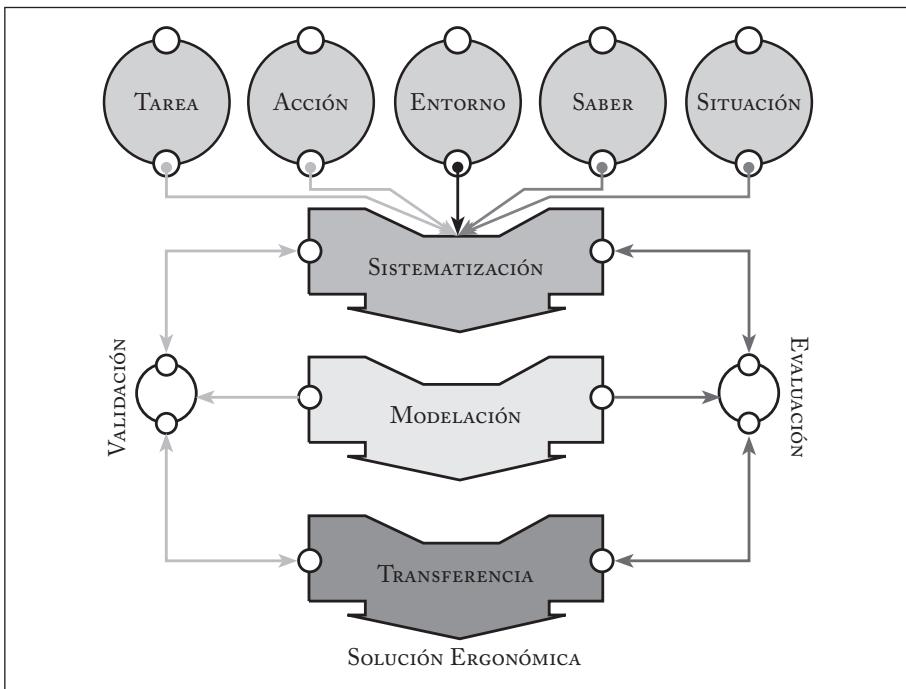 Tarea
Acción
Entorno
Saber
Situación
Sistematización
Validación
Evaluación
Modelación
Transferencia
Solución Ergonómica